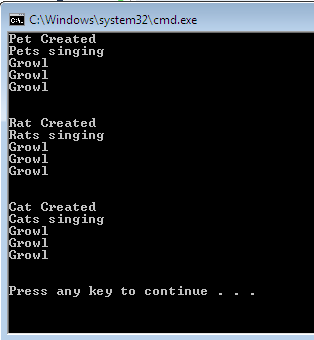 C:\Windows\system32\cmd.exe
Pet Created
Pets singing
Growl
Growl
Growl
Rat Created
Rats singing
Growl
Growl
Growl
Cat Created
Cats singing
Growl
Growl
Growl
Press any key to continue . . .